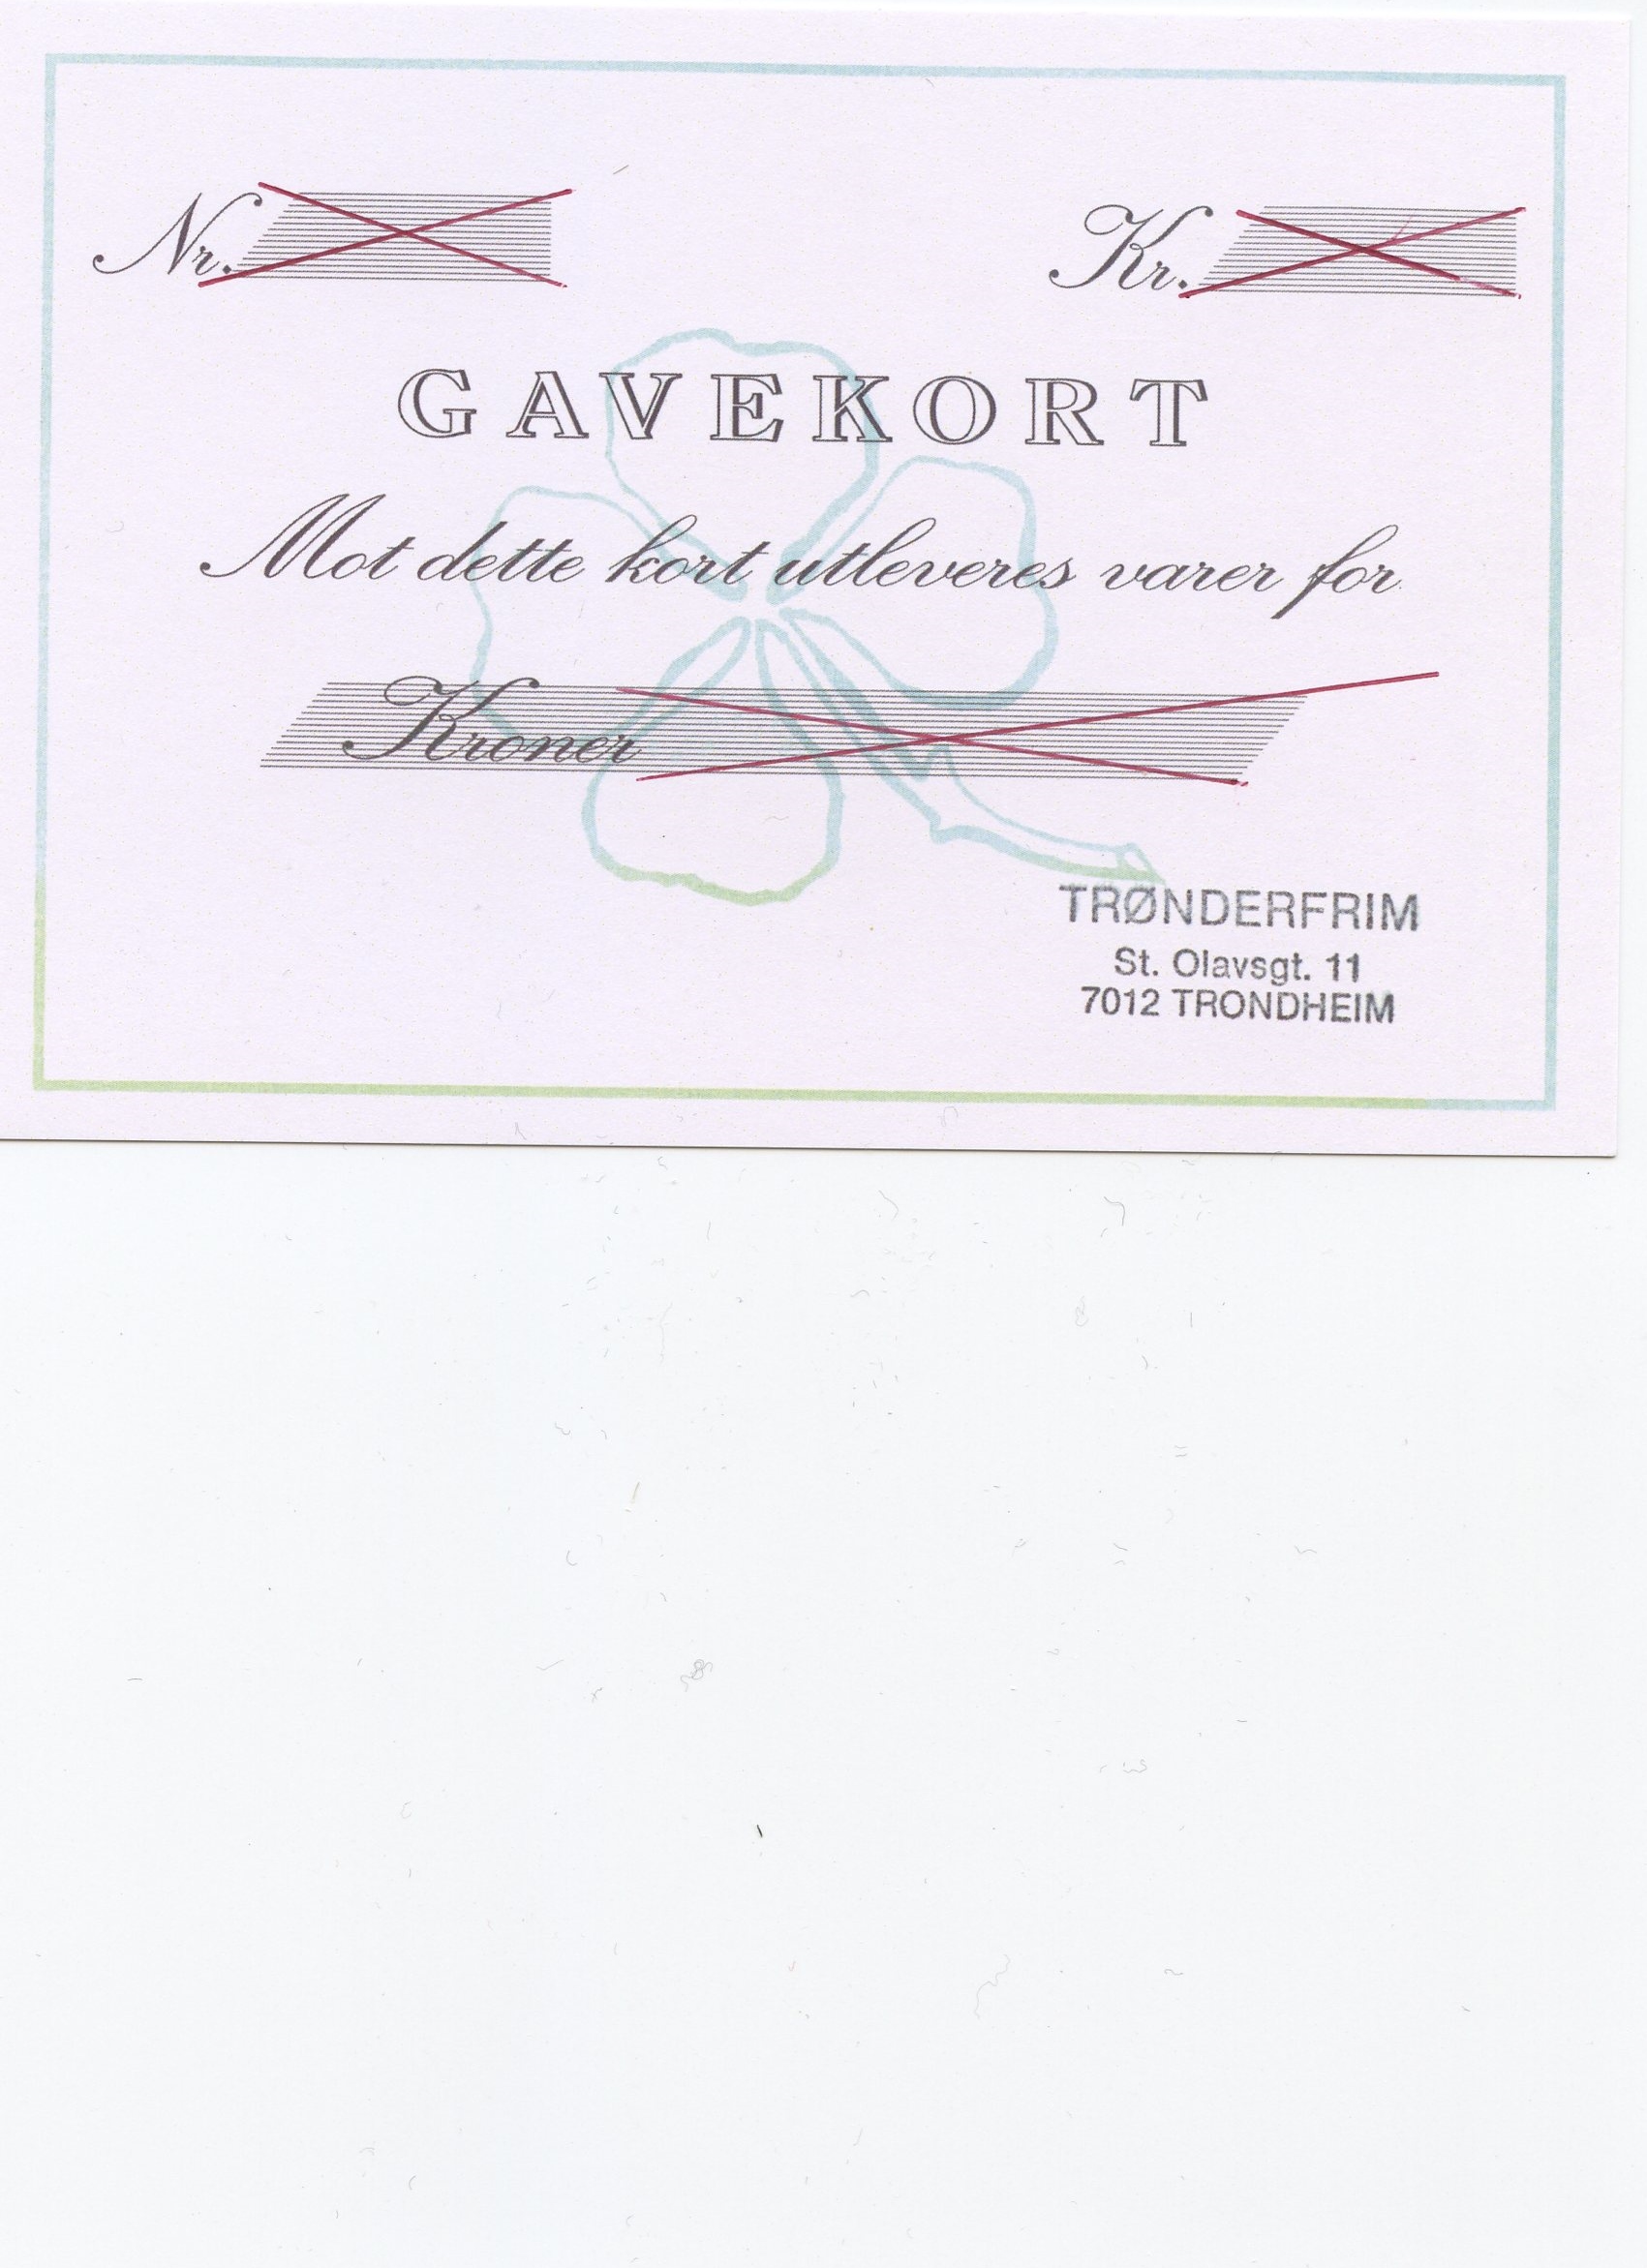 Nr. Kr.
GAVEKORT
Mot dette kort utleveres varer for
Kroner
TRØNDERFRIM
St. Olavsgt. 11
7012 TRONDHEIM